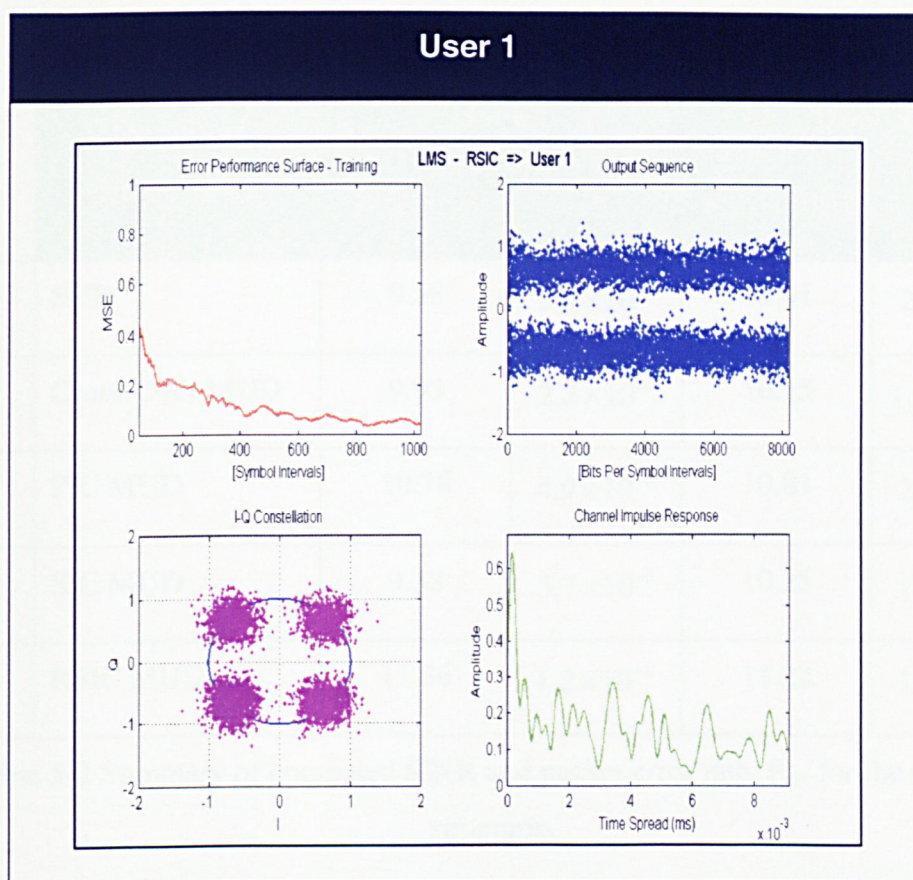 User 1
LMS - RSIC => User 1
Error Performance Surface - Training
MSE
1
0.8
0.6
0.4
0.2
0
200 400 600 800 1000
[Symbol Intervals]
Output Sequence
Amplitude
2
1
0
-1
-2
0 2000 4000 6000 8000
[Bits Per Symbol Intervals]
I-Q Constellation
Q
2
1
0
-1
-2
-2 -1 0 1 2
I
Channel Impulse Response
Amplitude
0.6
0.5
0.4
0.3
0.2
0.1
0
0 2 4 6 8
Time Spread (ms)
x 10⁻³